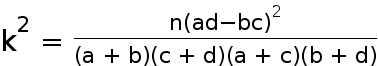 k² = n(ad−bc)² / (a + b)(c + d)(a + c)(b + d)